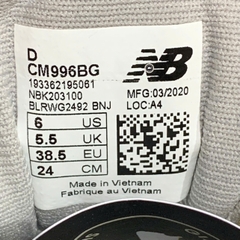 D
CM996BG
193362195061
NBK203100
BLRWG2492 BNJ
NB
MFG:03/2020
LOC:A4
6 US
5.5 UK
38.5 EU
24 CM
Made in Vietnam
Fabriqué au Vietnam